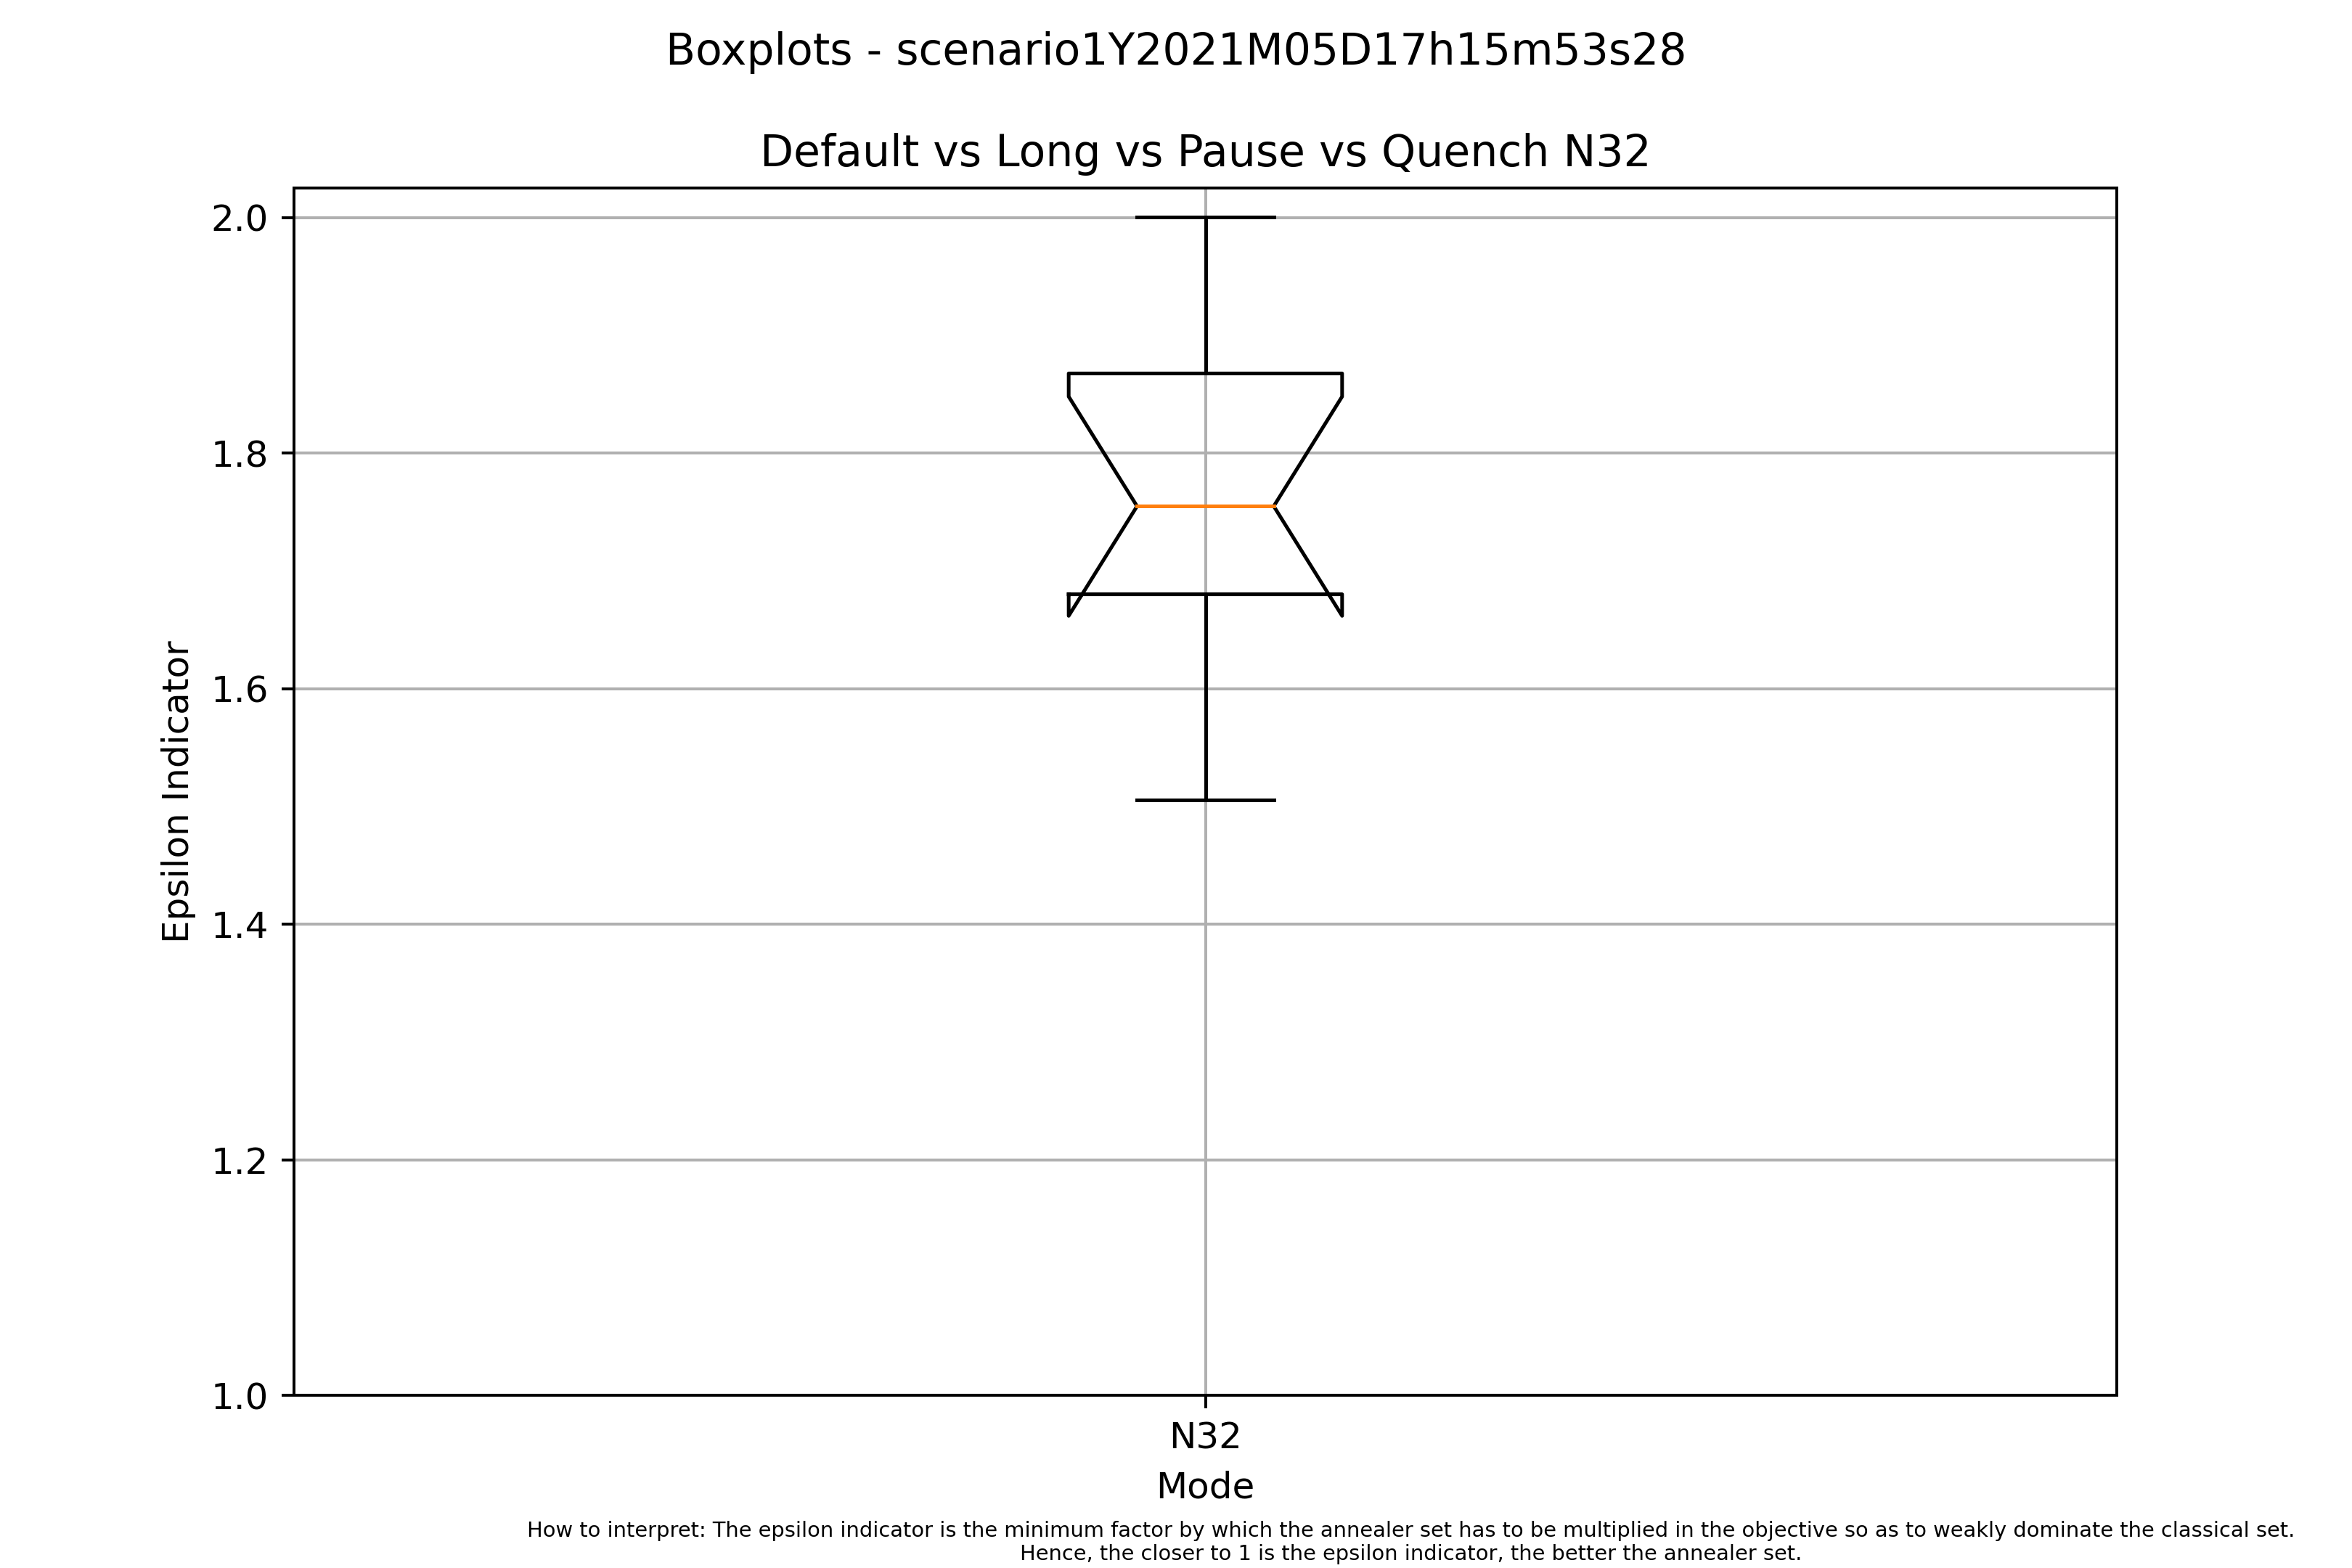 Boxplots - scenario1Y2021M05D17h15m53s28
Default vs Long vs Pause vs Quench N32
2.0
1.8
1.6
1.4
1.2
1.0
Epsilon Indicator
N32
Mode
How to interpret: The epsilon indicator is the minimum factor by which the annealer set has to be multiplied in the objective so as to weakly dominate the classical set.
Hence, the closer to 1 is the epsilon indicator, the better the annealer set.